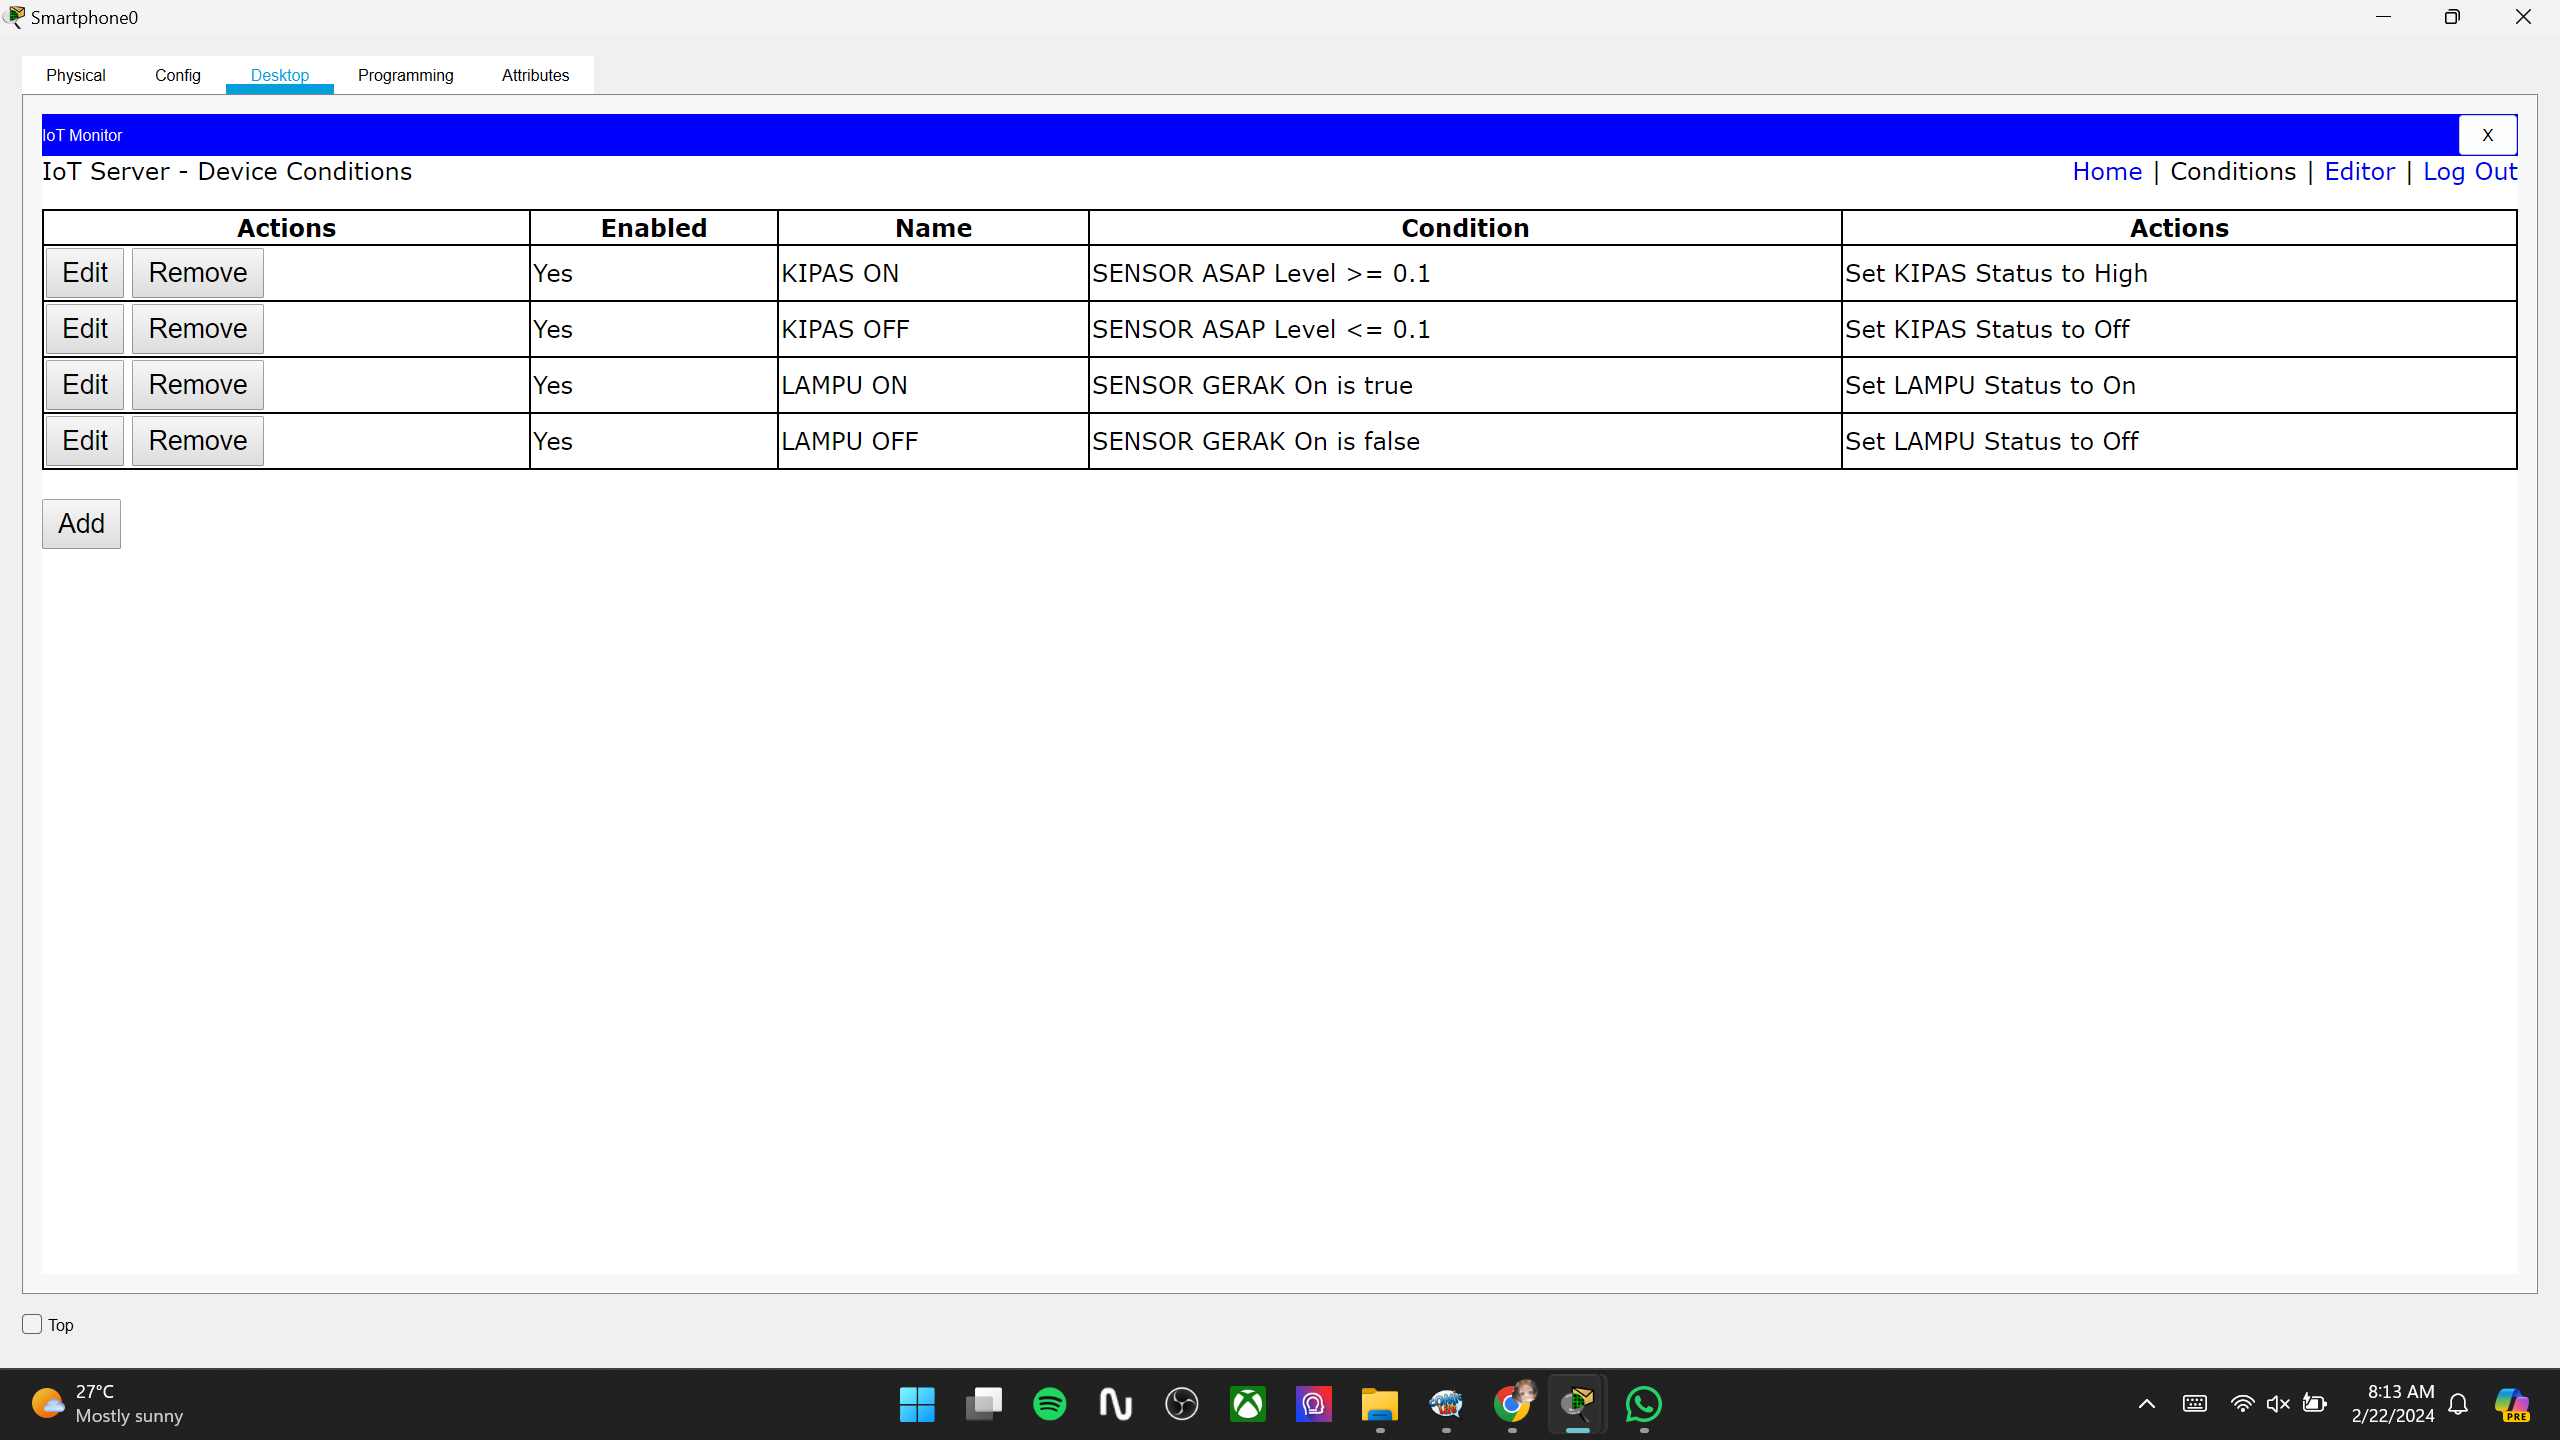 Smartphone0
Physical Config Desktop Programming Attributes
IoT Monitor X
IoT Server - Device Conditions Home | Conditions | Editor | Log Out
Actions Enabled Name Condition Actions
Edit Remove Yes KIPAS ON SENSOR ASAP Level >= 0.1 Set KIPAS Status to High
Edit Remove Yes KIPAS OFF SENSOR ASAP Level <= 0.1 Set KIPAS Status to Off
Edit Remove Yes LAMPU ON SENSOR GERAK On is true Set LAMPU Status to On
Edit Remove Yes LAMPU OFF SENSOR GERAK On is false Set LAMPU Status to Off
Add
Top
27°C
Mostly sunny
8:13 AM
2/22/2024
PRE